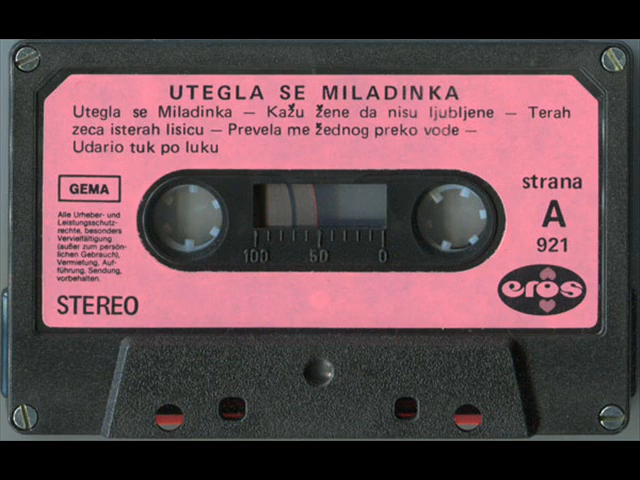 UTEGLA SE MILADINKA
Utegla se Miladinka — Kažu žene da nisu ljubljene — Terah
zeca isterah lisicu — Prevela me žednog preko vode —
Udario tuk po luku
GEMA
Alle Urheber- und
Leistungsschutz-
rechte, besonders
Vervielfältigung
(außer zum persön-
lichen Gebrauch),
Vermietung, Auf-
führung, Sendung,
vorbehalten.
STEREO
100 50 0
strana
A
921
eros